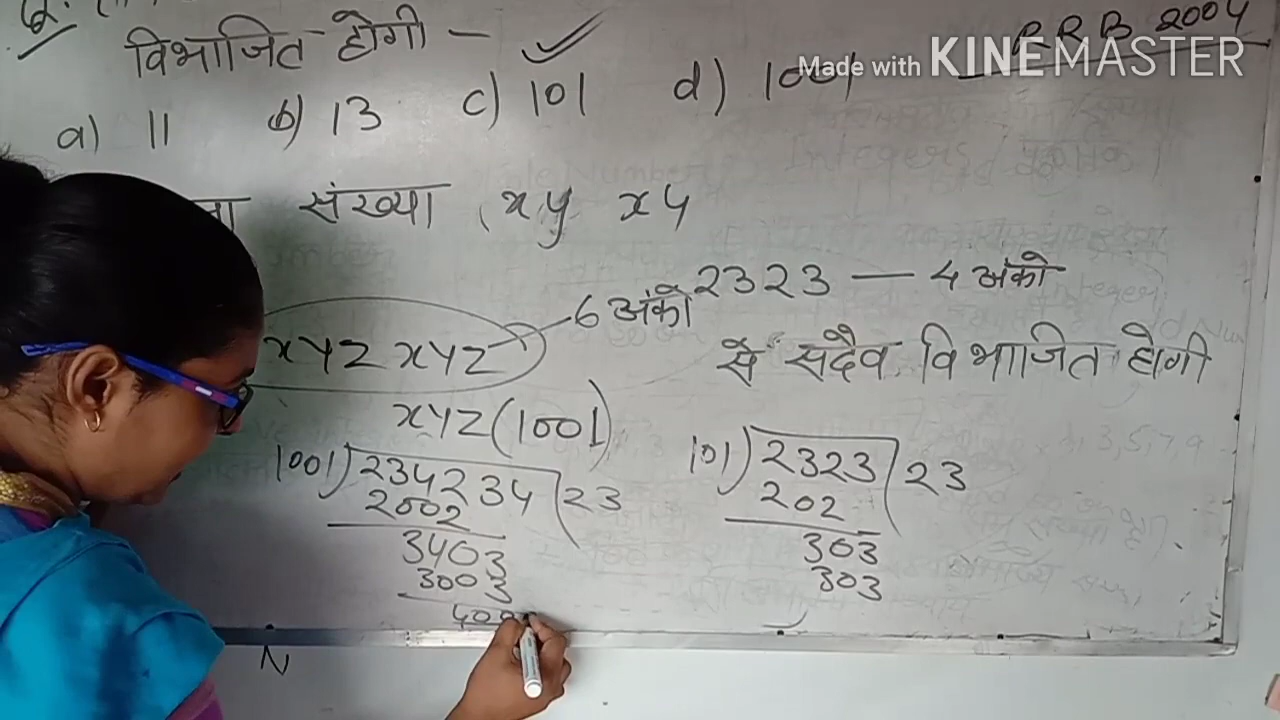 Q.
विभाजित होगी — RRB 2004
Made with KINEMASTER
a) 11 b) 13 c) 101 d) 1001
संख्या xy xy
2323 — 4 अंको
xyz xyz 6 अंको
से सदैव विभाजित होगी
xyz(1001)
1001) 234234 ( 23
2002
3403
3003
400
101) 2323 ( 23
202
303
303
N